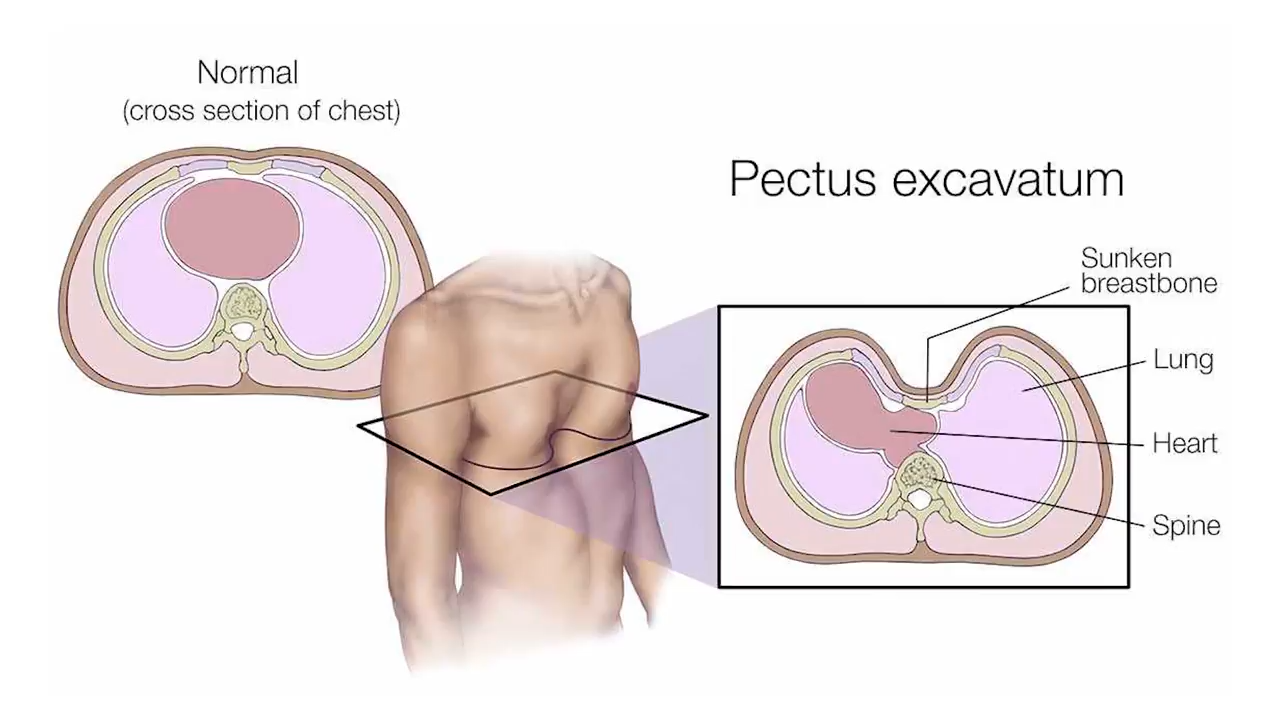 Normal
(cross section of chest)
Pectus excavatum
Sunken
breastbone
Lung
Heart
Spine